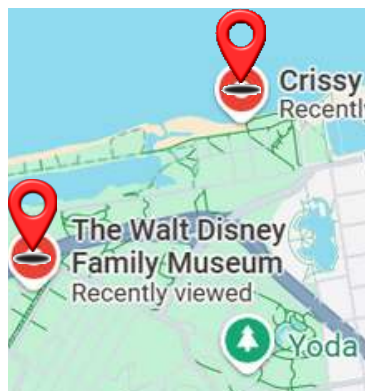 Crissy
Recently
The Walt Disney
Family Museum
Recently viewed
Yoda